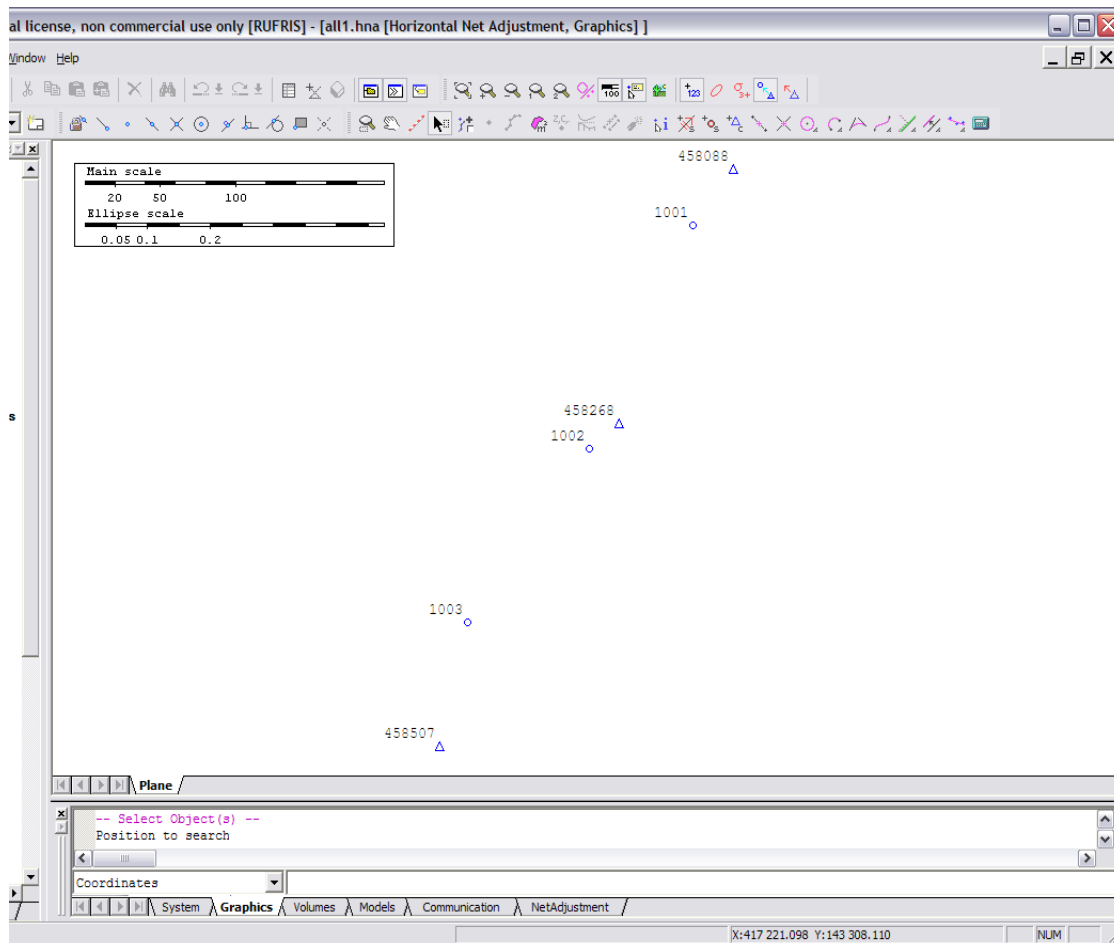 al license, non commercial use only [RUFRIS] - [all1.hna [Horizontal Net Adjustment, Graphics] ]
Window Help
Main scale
20 50 100
Ellipse scale
0.05 0.1 0.2
458088
1001
458268
1002
1003
458507
s
Plane
-- Select Object(s) --
Position to search
Coordinates
System Graphics Volumes Models Communication NetAdjustment
X:417 221.098 Y:143 308.110 NUM